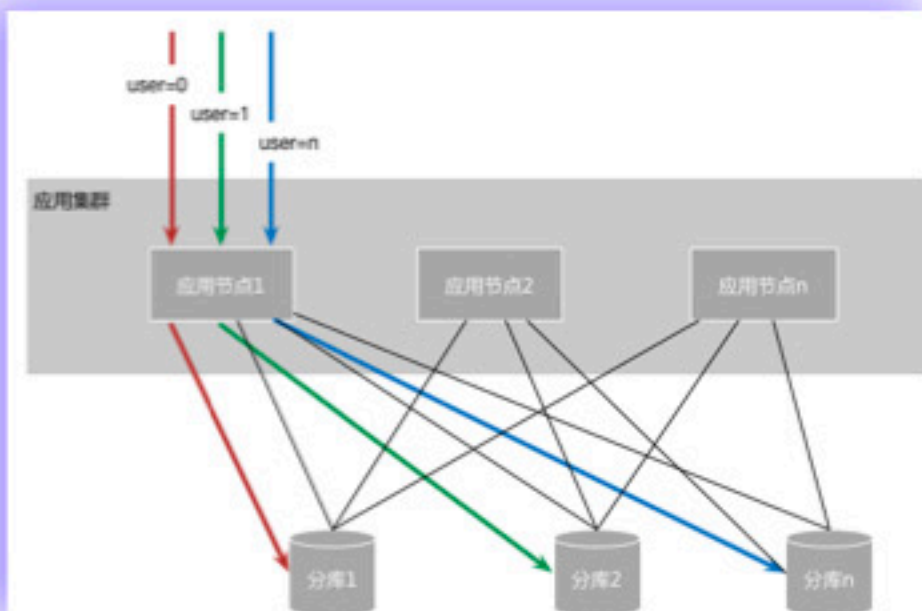 user=0
user=1
user=n
应用集群
应用节点1
应用节点2
应用节点n
分库1
分库2
分库n